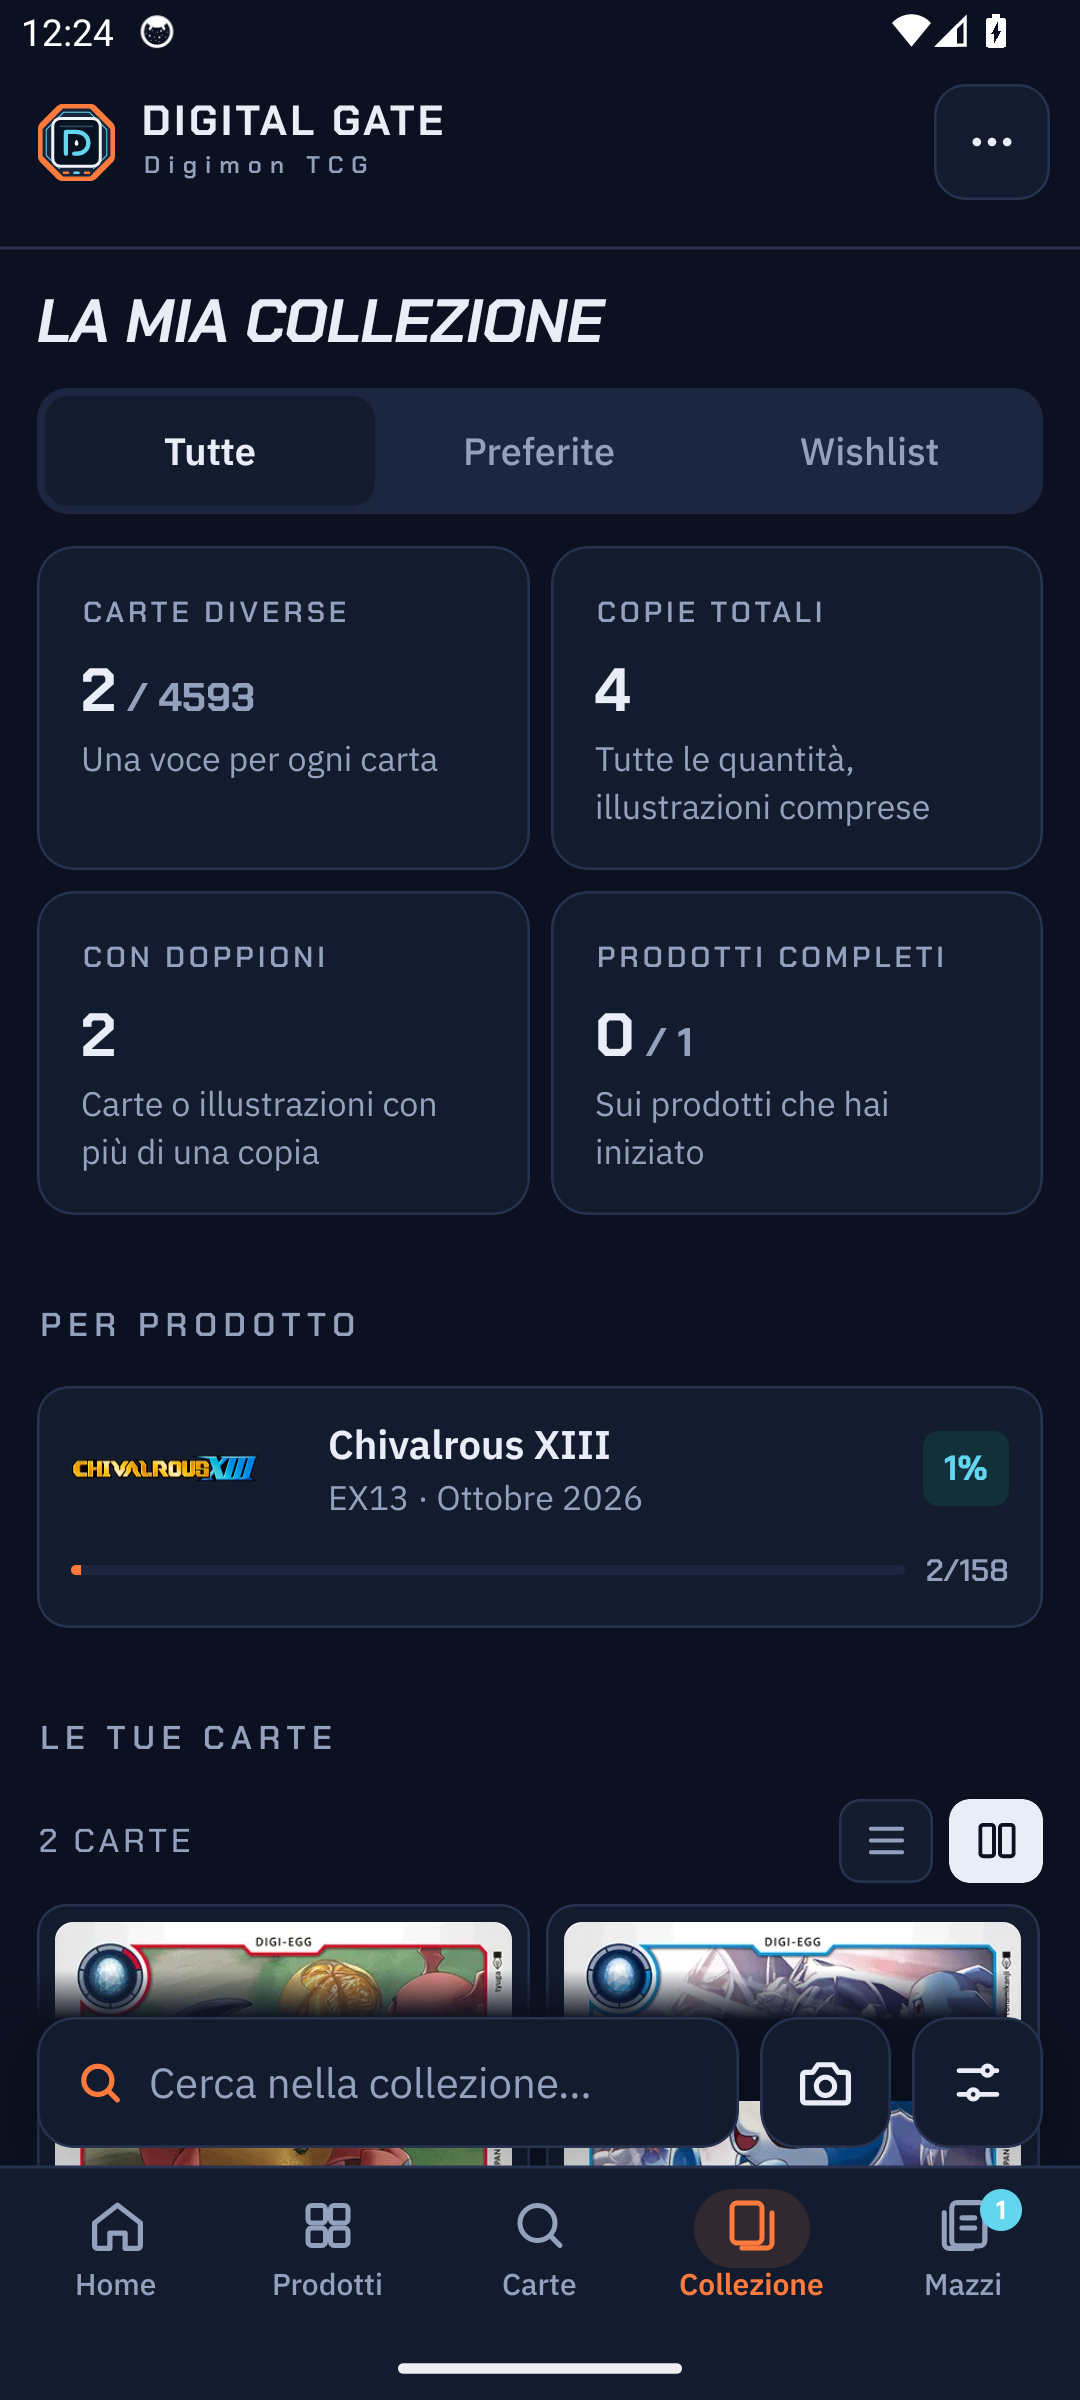 12:24
DIGITAL GATE
Digimon TCG
LA MIA COLLEZIONE
Tutte
Preferite
Wishlist
CARTE DIVERSE
2 / 4593
Una voce per ogni carta
COPIE TOTALI
4
Tutte le quantità,
illustrazioni comprese
CON DOPPIONI
2
Carte o illustrazioni con
più di una copia
PRODOTTI COMPLETI
0 / 1
Sui prodotti che hai
iniziato
PER PRODOTTO
CHIVALROUS XIII
Chivalrous XIII
EX13 · Ottobre 2026
1%
2/158
LE TUE CARTE
2 CARTE
DIGI-EGG
tyuga
DIGI-EGG
Cerca nella collezione...
Home
Prodotti
Carte
Collezione
Mazzi
1